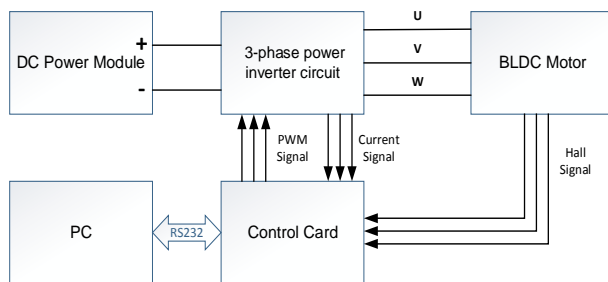 DC Power Module
+
-
3-phase power
inverter circuit
U
V
W
BLDC Motor
PWM
Signal
Current
Signal
Hall
Signal
PC
RS232
Control Card